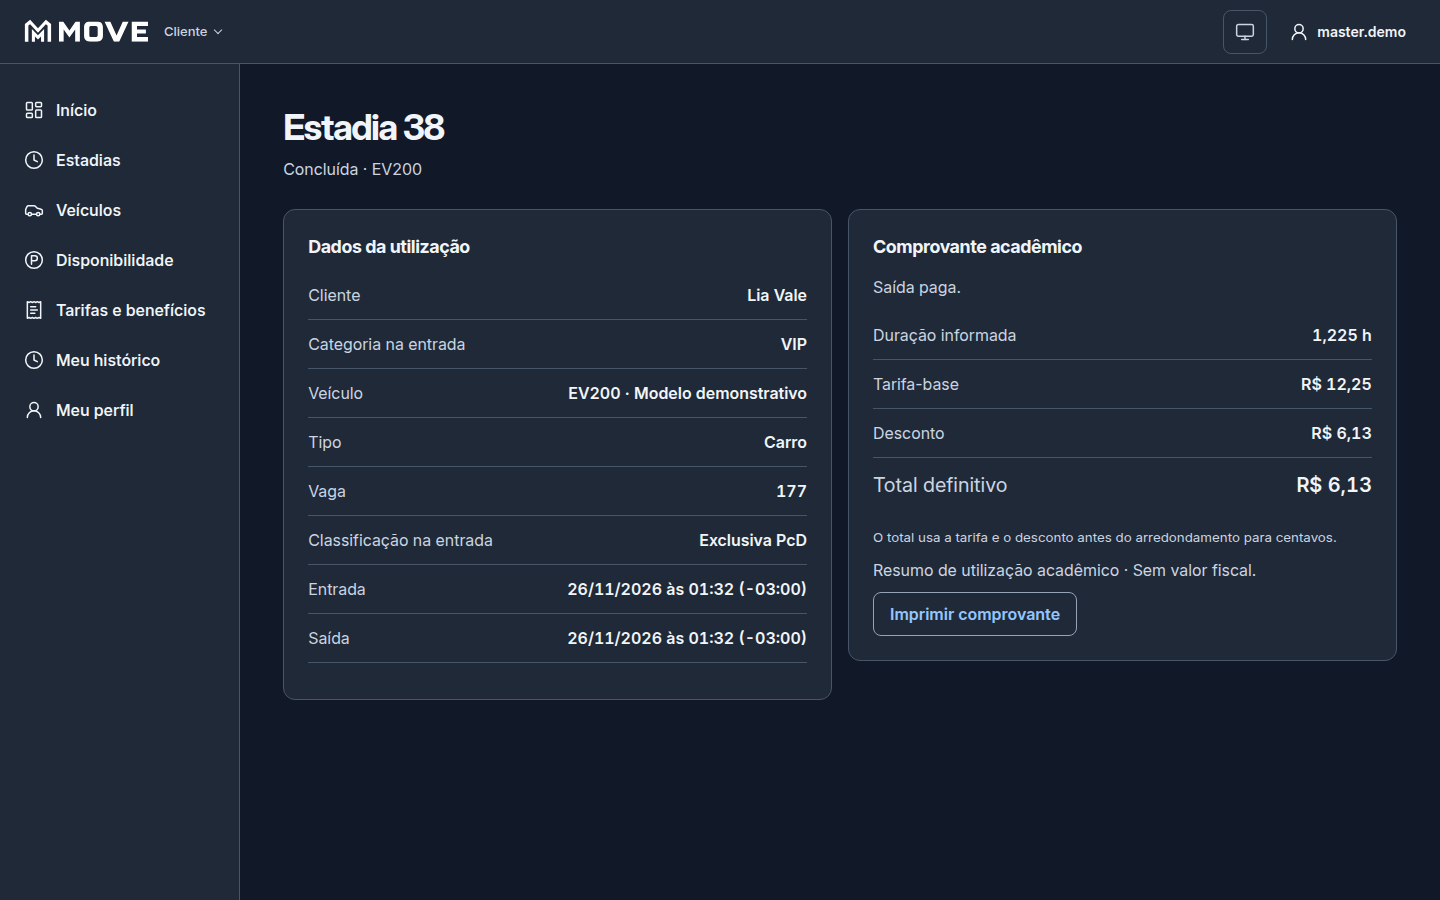 MOVE Cliente
master.demo
Início
Estadias
Veículos
Disponibilidade
Tarifas e benefícios
Meu histórico
Meu perfil
Estadia 38
Concluída · EV200
Dados da utilização
Cliente Lia Vale
Categoria na entrada VIP
Veículo EV200 · Modelo demonstrativo
Tipo Carro
Vaga 177
Classificação na entrada Exclusiva PcD
Entrada 26/11/2026 às 01:32 (-03:00)
Saída 26/11/2026 às 01:32 (-03:00)
Comprovante acadêmico
Saída paga.
Duração informada 1,225 h
Tarifa-base R$ 12,25
Desconto R$ 6,13
Total definitivo R$ 6,13
O total usa a tarifa e o desconto antes do arredondamento para centavos.
Resumo de utilização acadêmico · Sem valor fiscal.
Imprimir comprovante